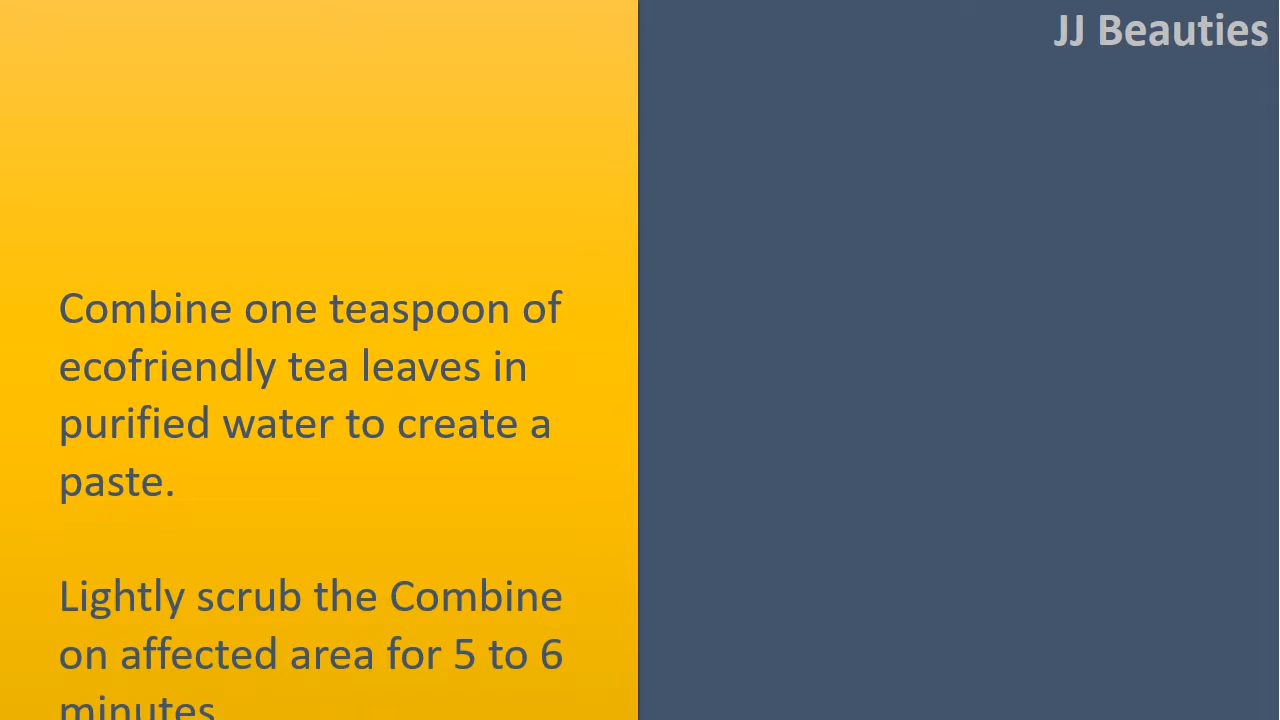 JJ Beauties
Combine one teaspoon of
ecofriendly tea leaves in
purified water to create a
paste.
Lightly scrub the Combine
on affected area for 5 to 6
minutes